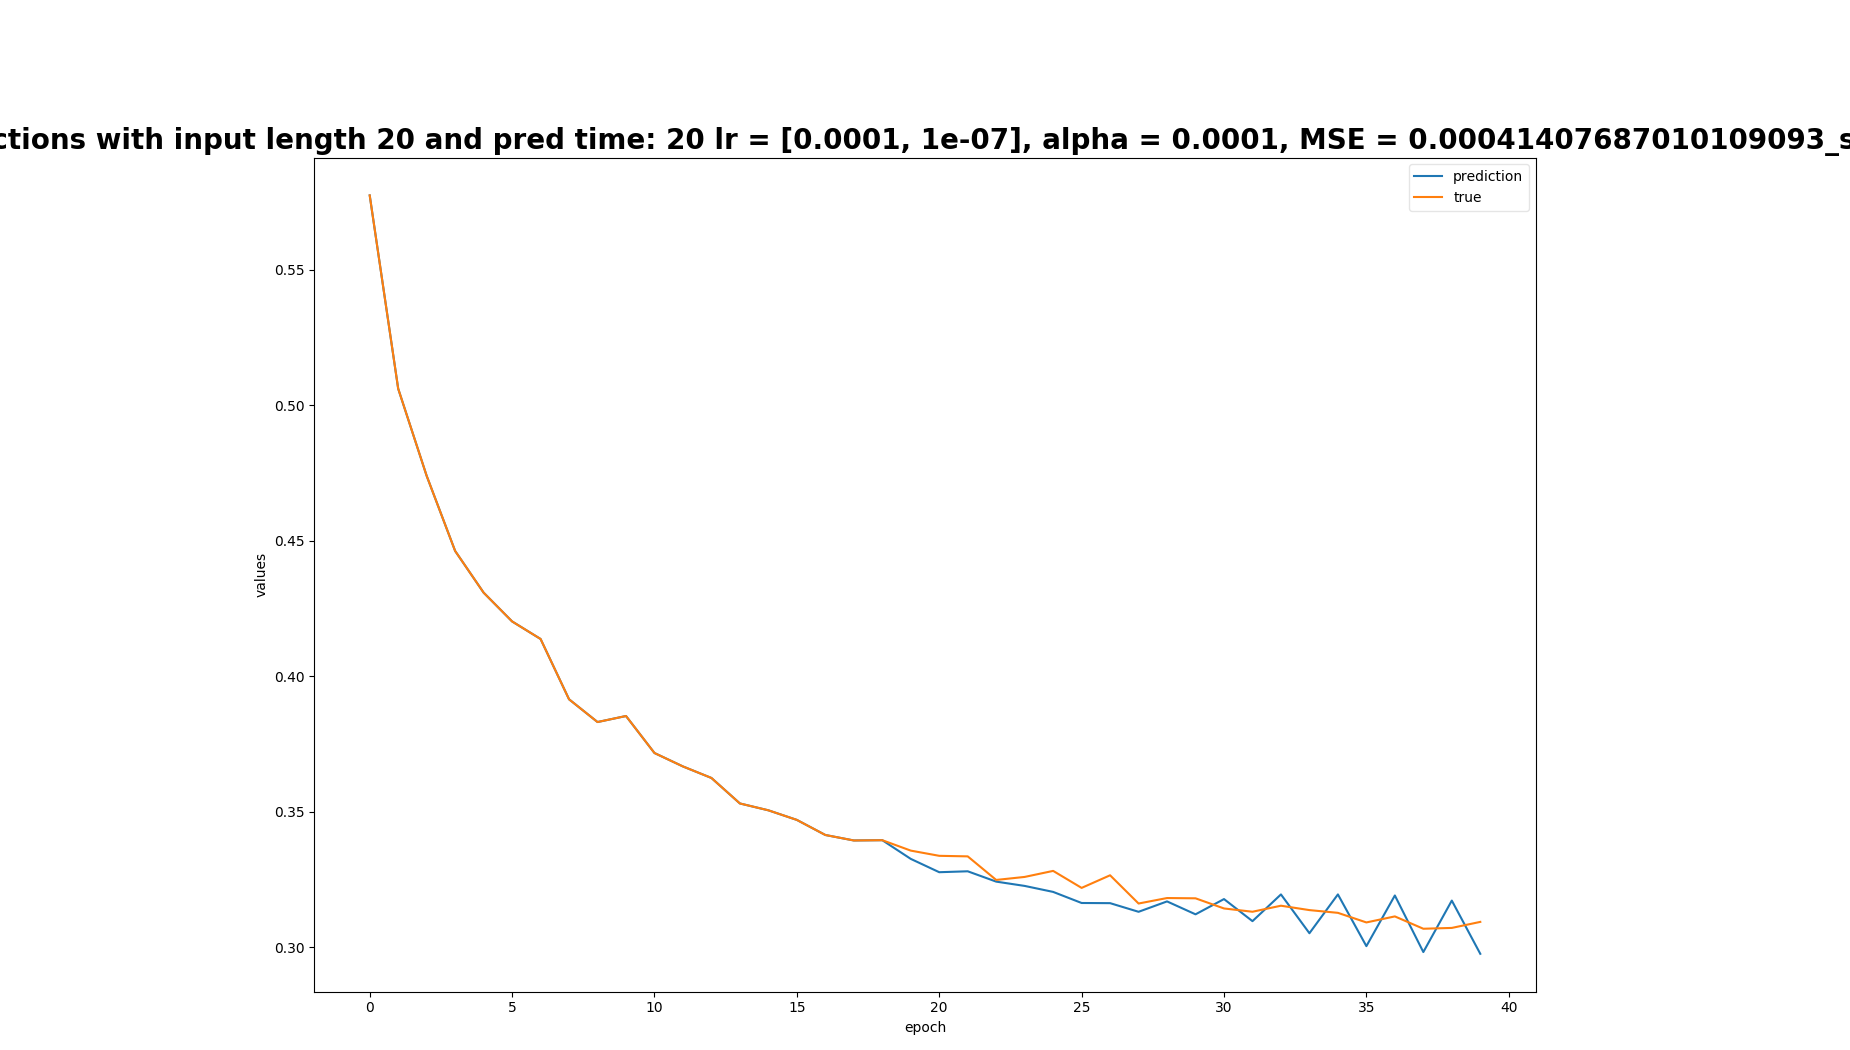 ctions with input length 20 and pred time: 20 lr = [0.0001, 1e-07], alpha = 0.0001, MSE = 0.00041407687010109093_s
prediction
true
0.55
0.50
0.45
0.40
0.35
0.30
values
0 5 10 15 20 25 30 35 40
epoch